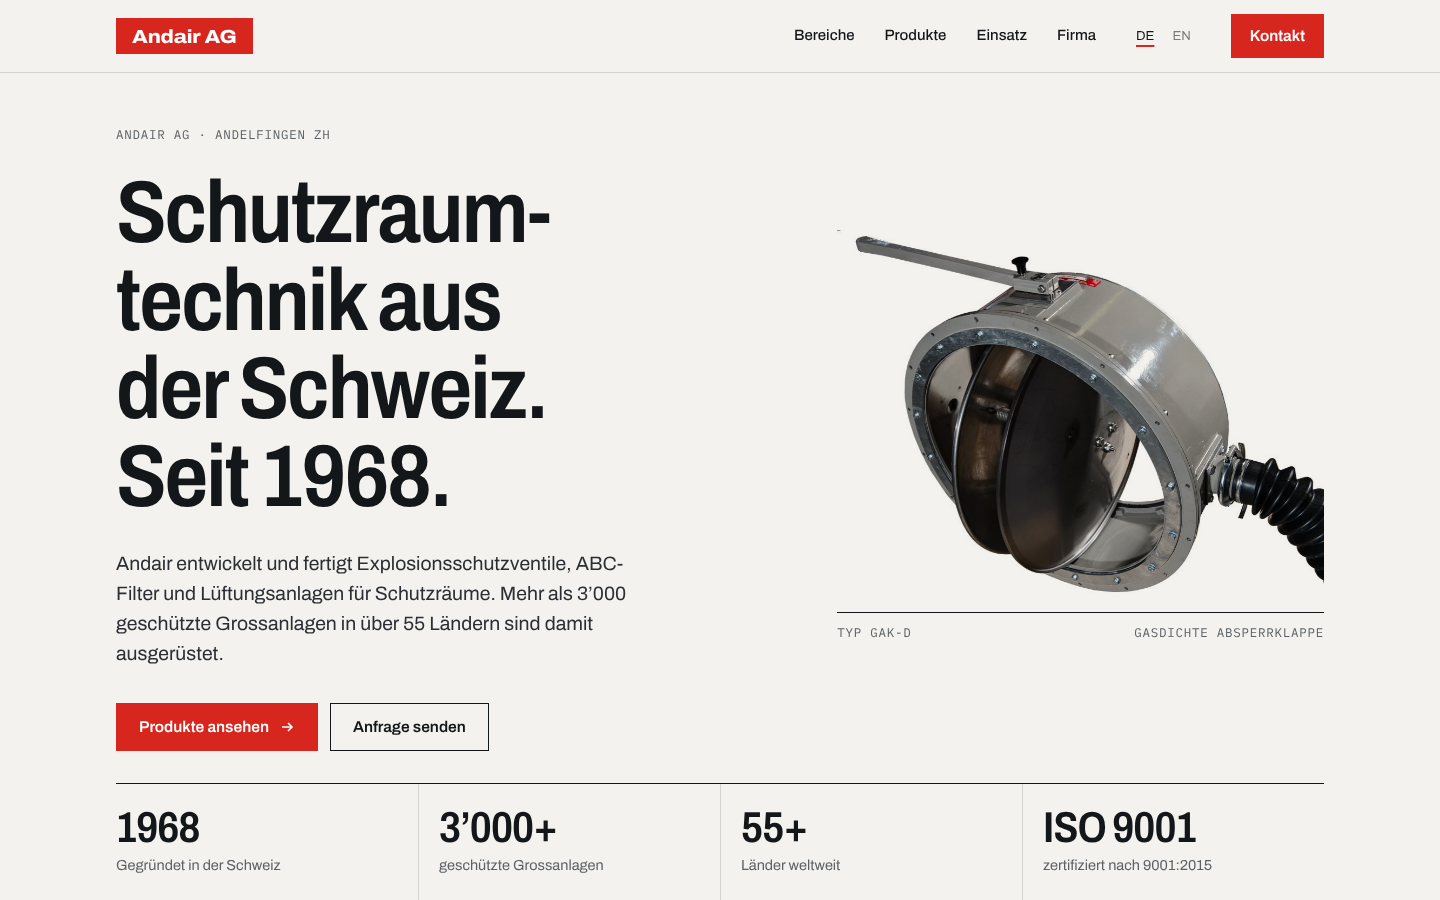 Andair AG
Bereiche Produkte Einsatz Firma DE EN Kontakt
ANDAIR AG · ANDELFINGEN ZH
Schutzraum-
technik aus
der Schweiz.
Seit 1968.
Andair entwickelt und fertigt Explosionsschutzventile, ABC-
Filter und Lüftungsanlagen für Schutzräume. Mehr als 3’000
geschützte Grossanlagen in über 55 Ländern sind damit
ausgerüstet.
Produkte ansehen → Anfrage senden
TYP GAK-D GASDICHTE ABSPERRKLAPPE
1968
Gegründet in der Schweiz
3’000+
geschützte Grossanlagen
55+
Länder weltweit
ISO 9001
zertifiziert nach 9001:2015